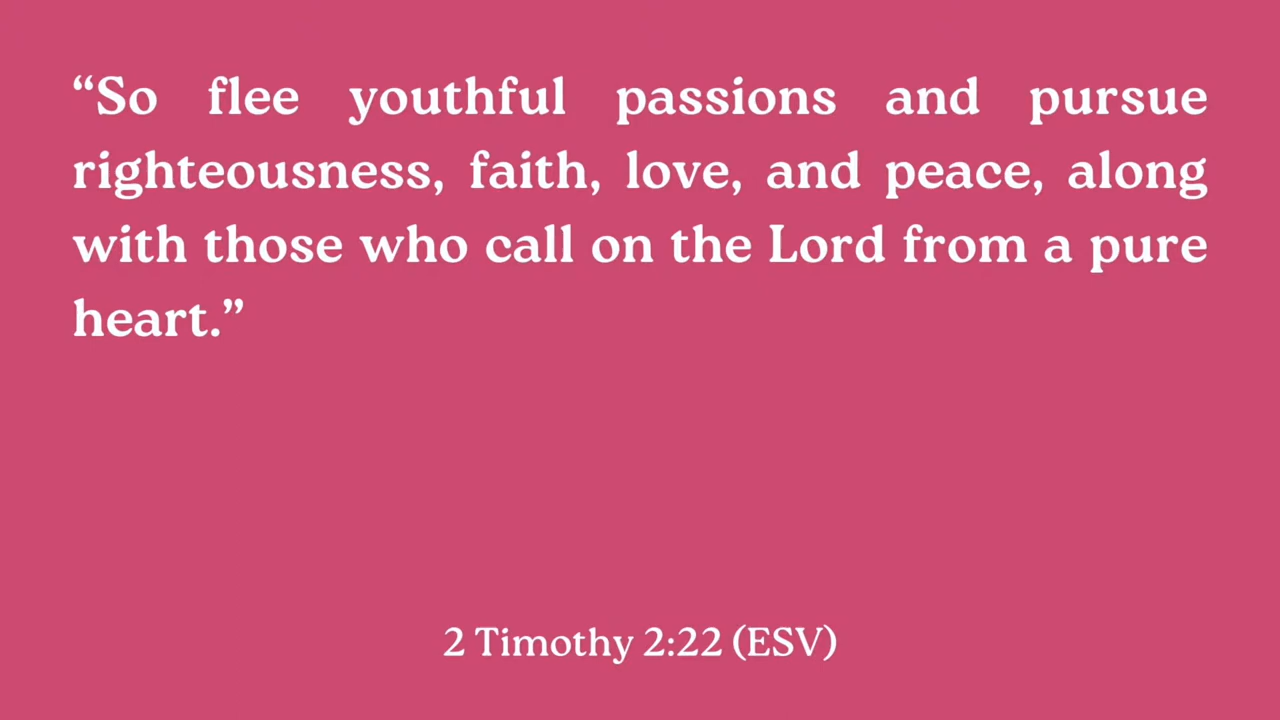 “So flee youthful passions and pursue
righteousness, faith, love, and peace, along
with those who call on the Lord from a pure
heart.”
2 Timothy 2:22 (ESV)